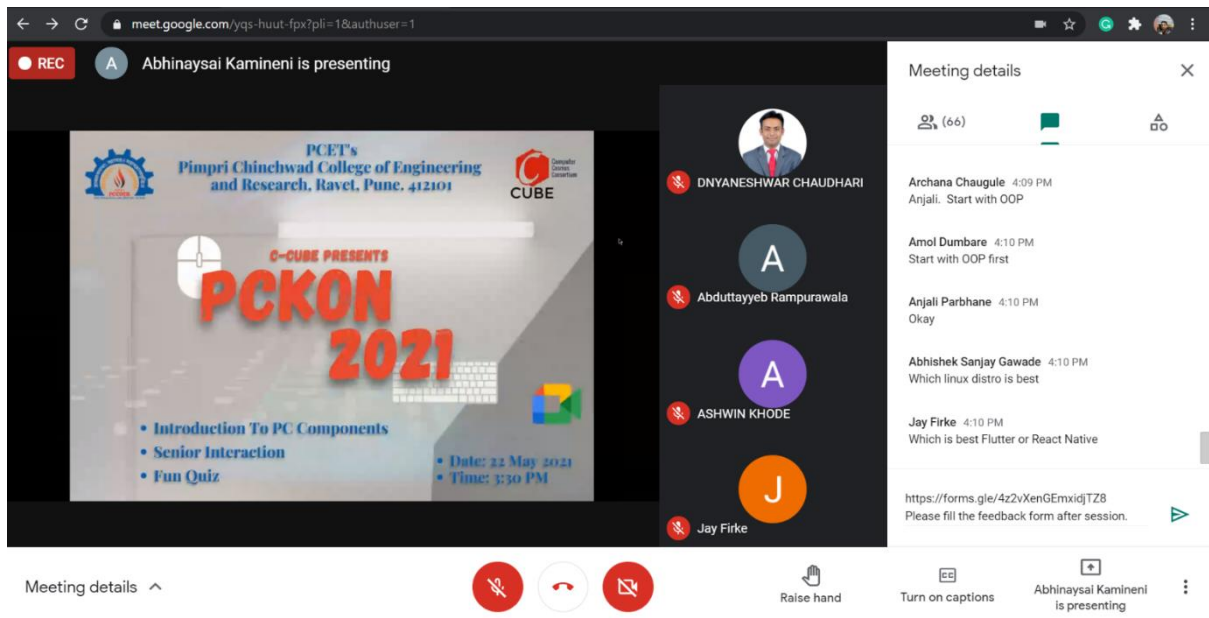 meet.google.com/yqs-huut-fpx?pli=1&authuser=1
REC
A
Abhinaysai Kamineni is presenting
PCET's
Pimpri Chinchwad College of Engineering
and Research, Ravet, Pune. 412101
CUBE
C-CUBE PRESENTS
PCKON
2021
• Introduction To PC Components
• Senior Interaction
• Fun Quiz
• Date: 22 May 2021
• Time: 3:30 PM
DNYANESHWAR CHAUDHARI
A
Abduttayyeb Rampurawala
A
ASHWIN KHODE
J
Jay Firke
Meeting details
(66)
Archana Chaugule 4:09 PM
Anjali. Start with OOP
Amol Dumbare 4:10 PM
Start with OOP first
Anjali Parbhane 4:10 PM
Okay
Abhishek Sanjay Gawade 4:10 PM
Which linux distro is best
Jay Firke 4:10 PM
Which is best Flutter or React Native
https://forms.gle/4z2vXenGEmxidjTZ8
Please fill the feedback form after session.
Meeting details
Raise hand
CC
Turn on captions
Abhinaysai Kamineni
is presenting